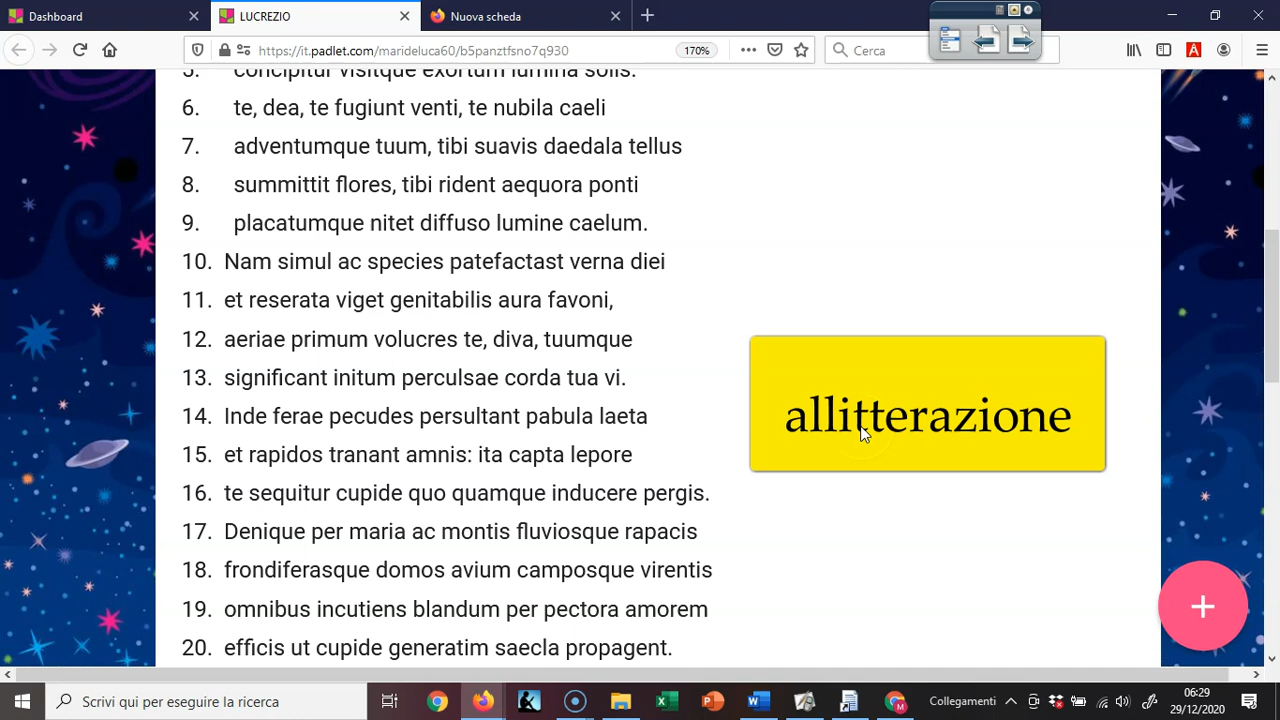 Dashboard
LUCREZIO
Nuova scheda
https://it.padlet.com/marideluca60/b5panztfsno7q930
170%
Cerca
5. concipitur visitque exortum lumina solis.
6. te, dea, te fugiunt venti, te nubila caeli
7. adventumque tuum, tibi suavis daedala tellus
8. summittit flores, tibi rident aequora ponti
9. placatumque nitet diffuso lumine caelum.
10. Nam simul ac species patefactast verna diei
11. et reserata viget genitabilis aura favoni,
12. aeriae primum volucres te, diva, tuumque
13. significant initum perculsae corda tua vi.
14. Inde ferae pecudes persultant pabula laeta
15. et rapidos tranant amnis: ita capta lepore
16. te sequitur cupide quo quamque inducere pergis.
17. Denique per maria ac montis fluviosque rapacis
18. frondiferasque domos avium camposque virentis
19. omnibus incutiens blandum per pectora amorem
20. efficis ut cupide generatim saecla propagent.
allitterazione
Scrivi qui per eseguire la ricerca
Collegamenti
06:29
29/12/2020